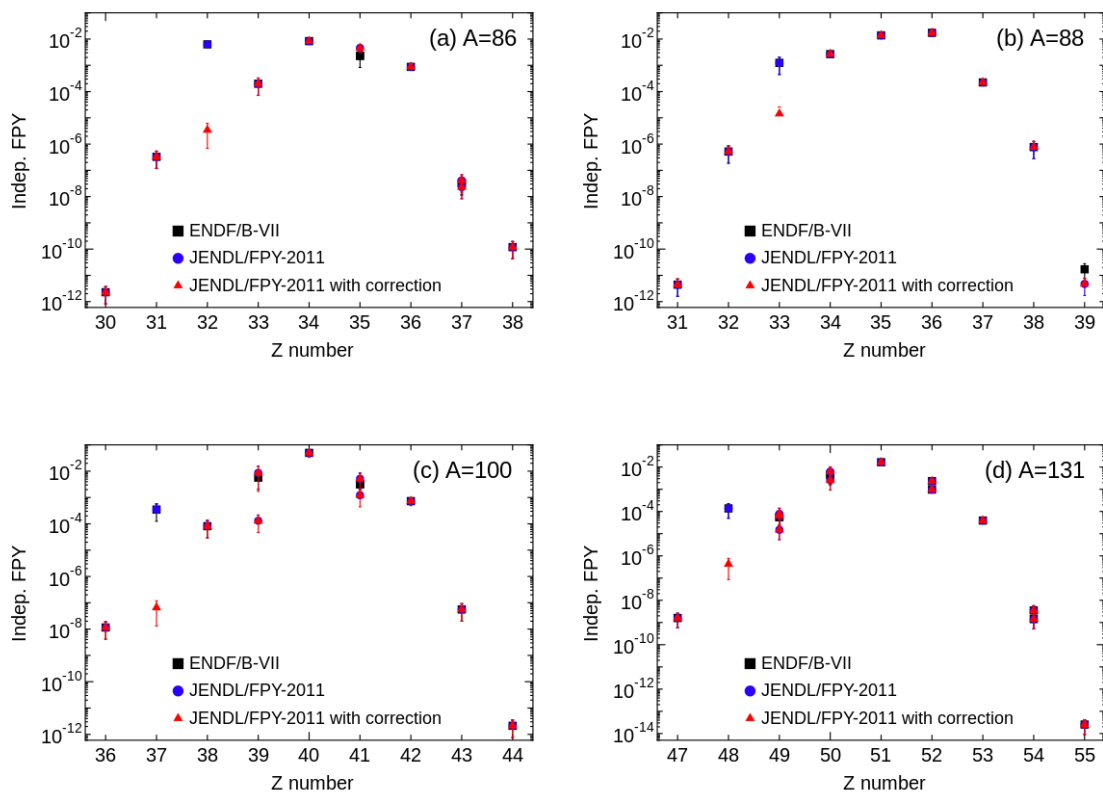 (a) A=86
Indep. FPY
10-2
10-4
10-6
10-8
10-10
10-12
ENDF/B-VII
JENDL/FPY-2011
JENDL/FPY-2011 with correction
30 31 32 33 34 35 36 37 38
Z number
(b) A=88
Indep. FPY
10-2
10-4
10-6
10-8
10-10
10-12
ENDF/B-VII
JENDL/FPY-2011
JENDL/FPY-2011 with correction
31 32 33 34 35 36 37 38 39
Z number
(c) A=100
Indep. FPY
10-2
10-4
10-6
10-8
10-10
10-12
ENDF/B-VII
JENDL/FPY-2011
JENDL/FPY-2011 with correction
36 37 38 39 40 41 42 43 44
Z number
(d) A=131
Indep. FPY
10-2
10-4
10-6
10-8
10-10
10-12
10-14
ENDF/B-VII
JENDL/FPY-2011
JENDL/FPY-2011 with correction
47 48 49 50 51 52 53 54 55
Z number